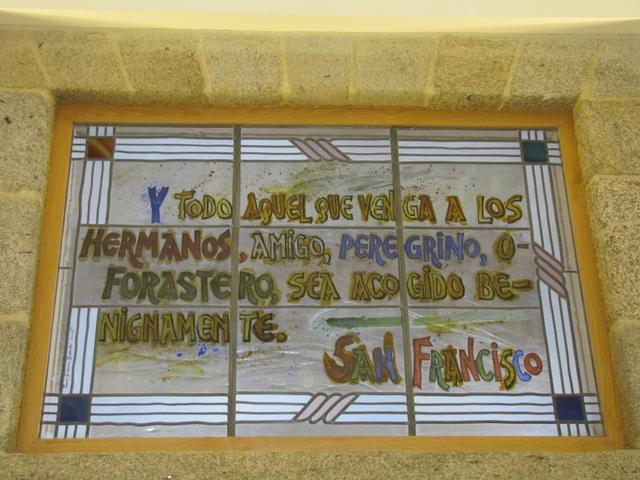 Y TODO AQUEL QUE VENGA A LOS
HERMANOS, AMIGO, PEREGRINO, O-
FORASTERO, SEA ACOGIDO BE-
NIGNAMENTE.
SAN FRANCISCO